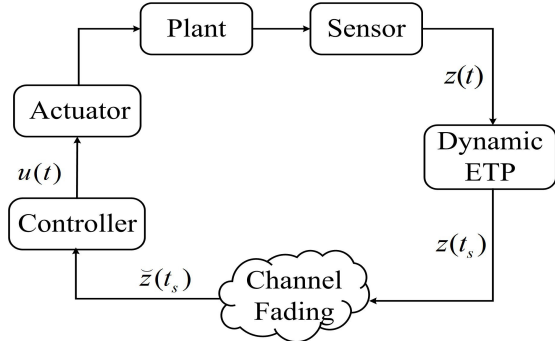 Plant
Sensor
z(t)
Actuator
Dynamic
ETP
u(t)
Controller
z(t_s)
z̆(t_s)
Channel
Fading